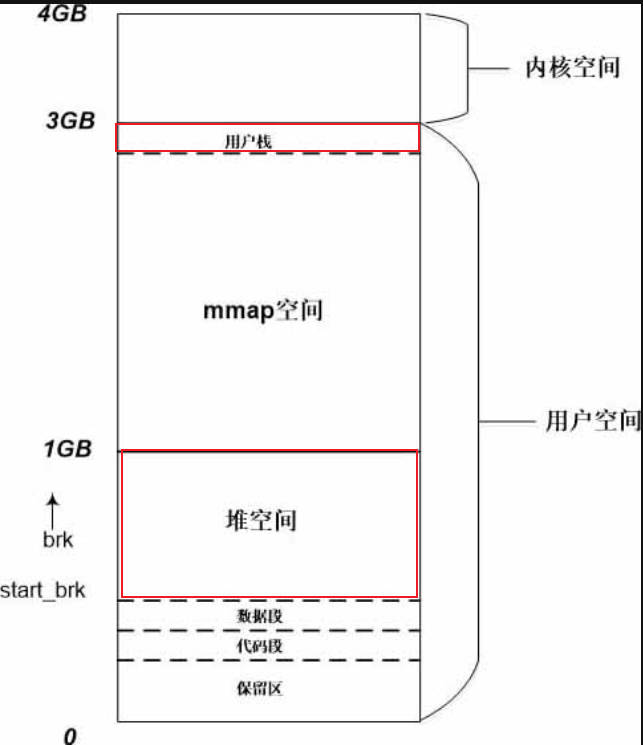 4GB
内核空间
3GB
用户栈
mmap空间
用户空间
1GB
堆空间
brk
start_brk
数据段
代码段
保留区
0